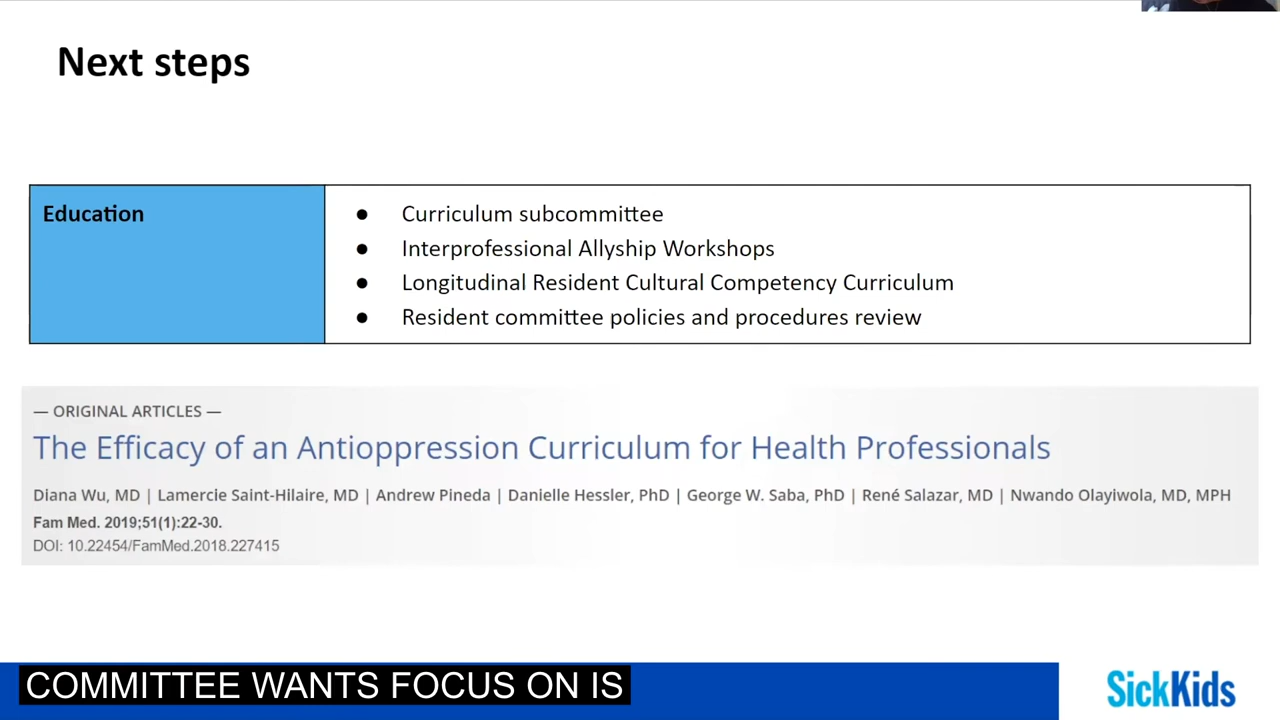 Next steps
Education
● Curriculum subcommittee
● Interprofessional Allyship Workshops
● Longitudinal Resident Cultural Competency Curriculum
● Resident committee policies and procedures review
— ORIGINAL ARTICLES —
The Efficacy of an Antioppression Curriculum for Health Professionals
Diana Wu, MD | Lamercie Saint-Hilaire, MD | Andrew Pineda | Danielle Hessler, PhD | George W. Saba, PhD | René Salazar, MD | Nwando Olayiwola, MD, MPH
Fam Med. 2019;51(1):22-30.
DOI: 10.22454/FamMed.2018.227415
COMMITTEE WANTS FOCUS ON IS
SickKids